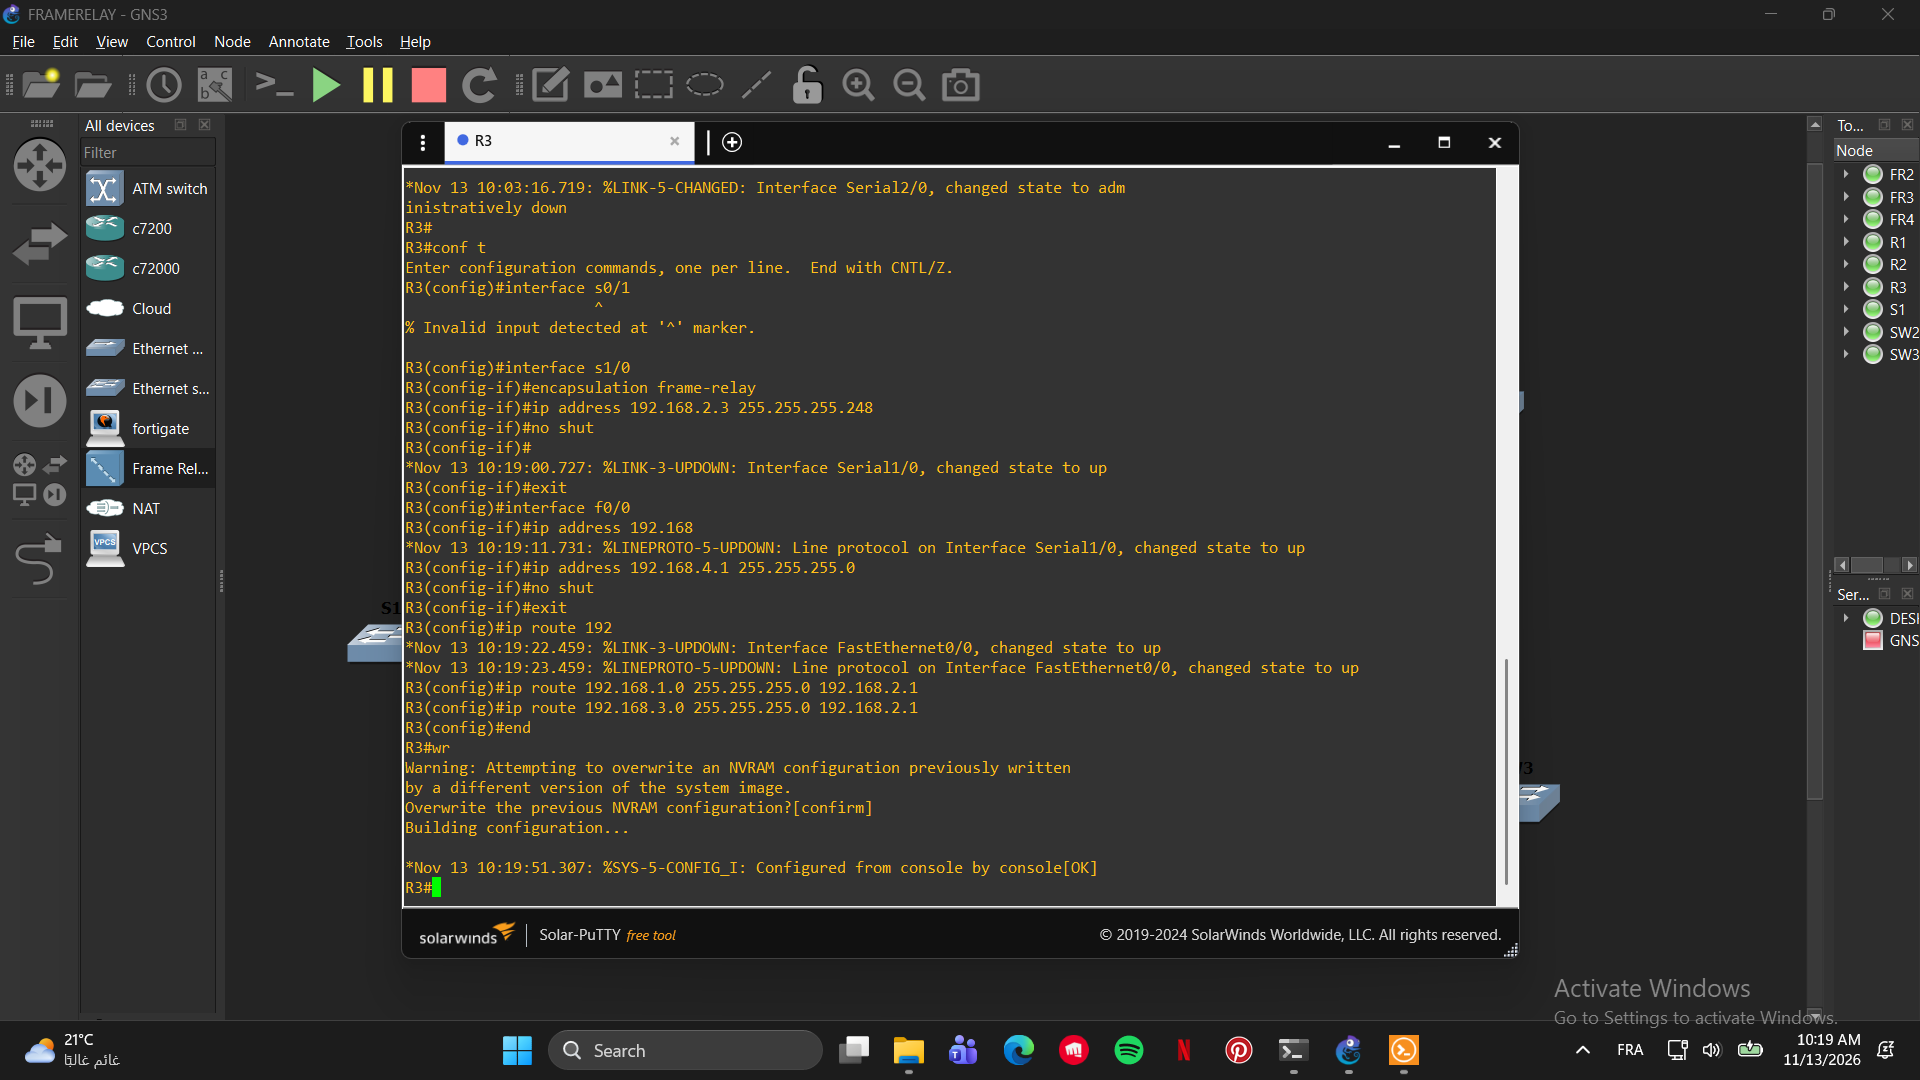 FRAMERELAY - GNS3
File Edit View Control Node Annotate Tools Help
All devices
Filter
ATM switch
c7200
c72000
Cloud
Ethernet ...
Ethernet s...
fortigate
Frame Rel...
NAT
VPCS
VPCS
S1
R3
*Nov 13 10:03:16.719: %LINK-5-CHANGED: Interface Serial2/0, changed state to adm
inistratively down
R3#
R3#conf t
Enter configuration commands, one per line.  End with CNTL/Z.
R3(config)#interface s0/1
^
% Invalid input detected at '^' marker.
R3(config)#interface s1/0
R3(config-if)#encapsulation frame-relay
R3(config-if)#ip address 192.168.2.3 255.255.255.248
R3(config-if)#no shut
R3(config-if)#
*Nov 13 10:19:00.727: %LINK-3-UPDOWN: Interface Serial1/0, changed state to up
R3(config-if)#exit
R3(config)#interface f0/0
R3(config-if)#ip address 192.168
*Nov 13 10:19:11.731: %LINEPROTO-5-UPDOWN: Line protocol on Interface Serial1/0, changed state to up
R3(config-if)#ip address 192.168.4.1 255.255.255.0
R3(config-if)#no shut
R3(config-if)#exit
R3(config)#ip route 192
*Nov 13 10:19:22.459: %LINK-3-UPDOWN: Interface FastEthernet0/0, changed state to up
*Nov 13 10:19:23.459: %LINEPROTO-5-UPDOWN: Line protocol on Interface FastEthernet0/0, changed state to up
R3(config)#ip route 192.168.1.0 255.255.255.0 192.168.2.1
R3(config)#ip route 192.168.3.0 255.255.255.0 192.168.2.1
R3(config)#end
R3#wr
Warning: Attempting to overwrite an NVRAM configuration previously written
by a different version of the system image.
Overwrite the previous NVRAM configuration?[confirm]
Building configuration...
*Nov 13 10:19:51.307: %SYS-5-CONFIG_I: Configured from console by console[OK]
R3#
solarwinds Solar-PuTTY free tool
© 2019-2024 SolarWinds Worldwide, LLC. All rights reserved.
To...
Node
FR2
FR3
FR4
R1
R2
R3
S1
SW2
SW3
Ser...
DESI
GNS
Activate Windows
Go to Settings to activate Windows.
21°C
غائم غالبًا
Search
FRA
10:19 AM
11/13/2026